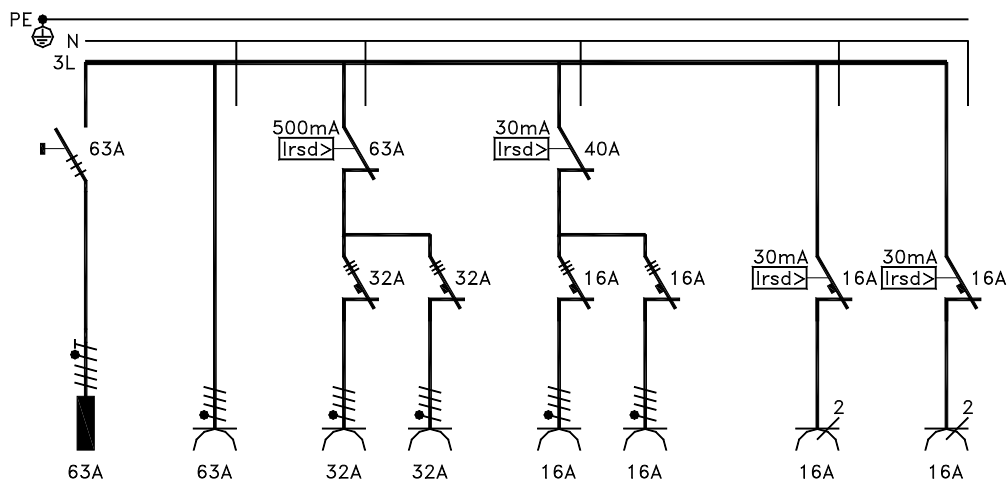 PE
N
3L
500mA
30mA
Irsd> 63A
Irsd> 40A
63A
30mA
30mA
32A
32A
16A
16A
Irsd> 16A
Irsd> 16A
2
2
63A
63A
32A
32A
16A
16A
16A
16A